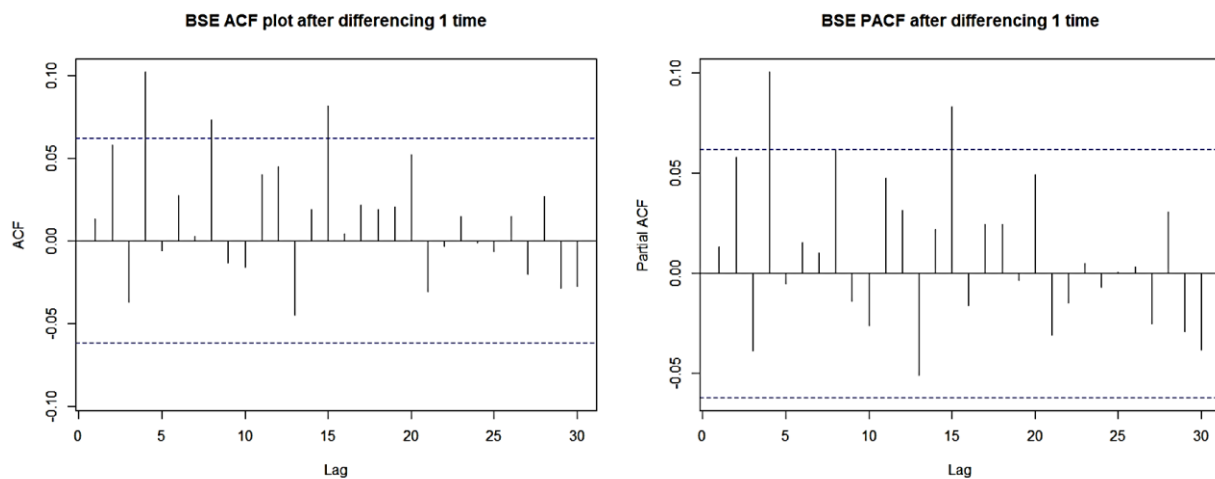 BSE ACF plot after differencing 1 time
ACF
0.10
0.05
0.00
-0.05
-0.10
0 5 10 15 20 25 30
Lag
BSE PACF after differencing 1 time
Partial ACF
0.10
0.05
0.00
-0.05
0 5 10 15 20 25 30
Lag